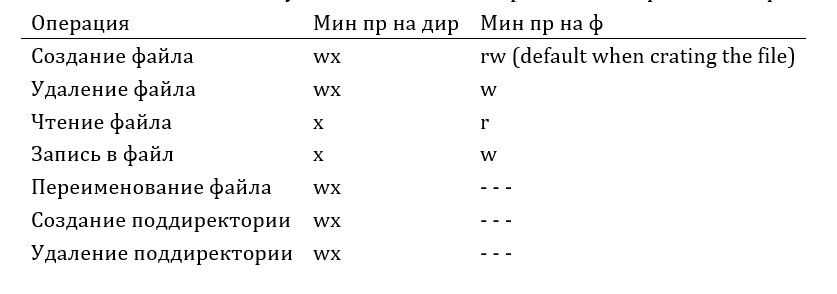 Операция Мин пр на дир Мин пр на ф
Создание файла wx rw (default when crating the file)
Удаление файла wx w
Чтение файла x r
Запись в файл x w
Переименование файла wx - - -
Создание поддиректории wx - - -
Удаление поддиректории wx - - -